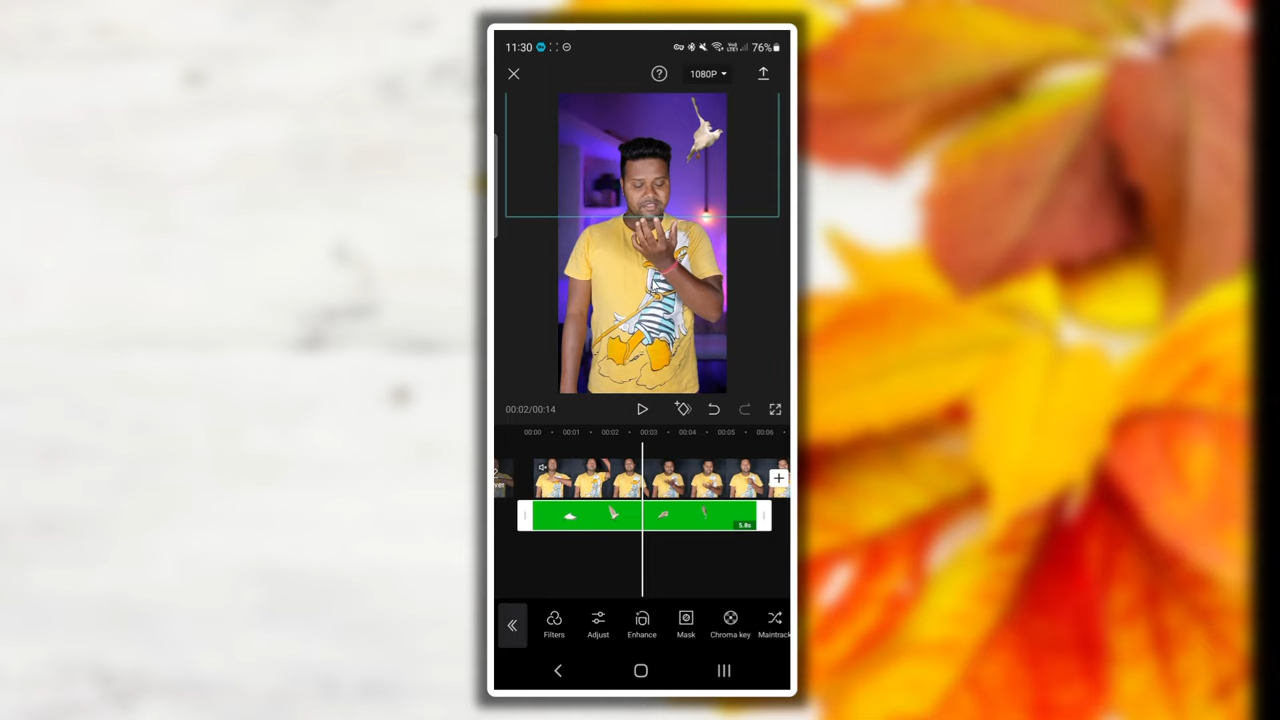 11:30
76%
1080P
00:02/00:14
00:00 00:01 00:02 00:03 00:04 00:05 00:06
ver
5.8s
Filters Adjust Enhance Mask Chroma key Maintrack